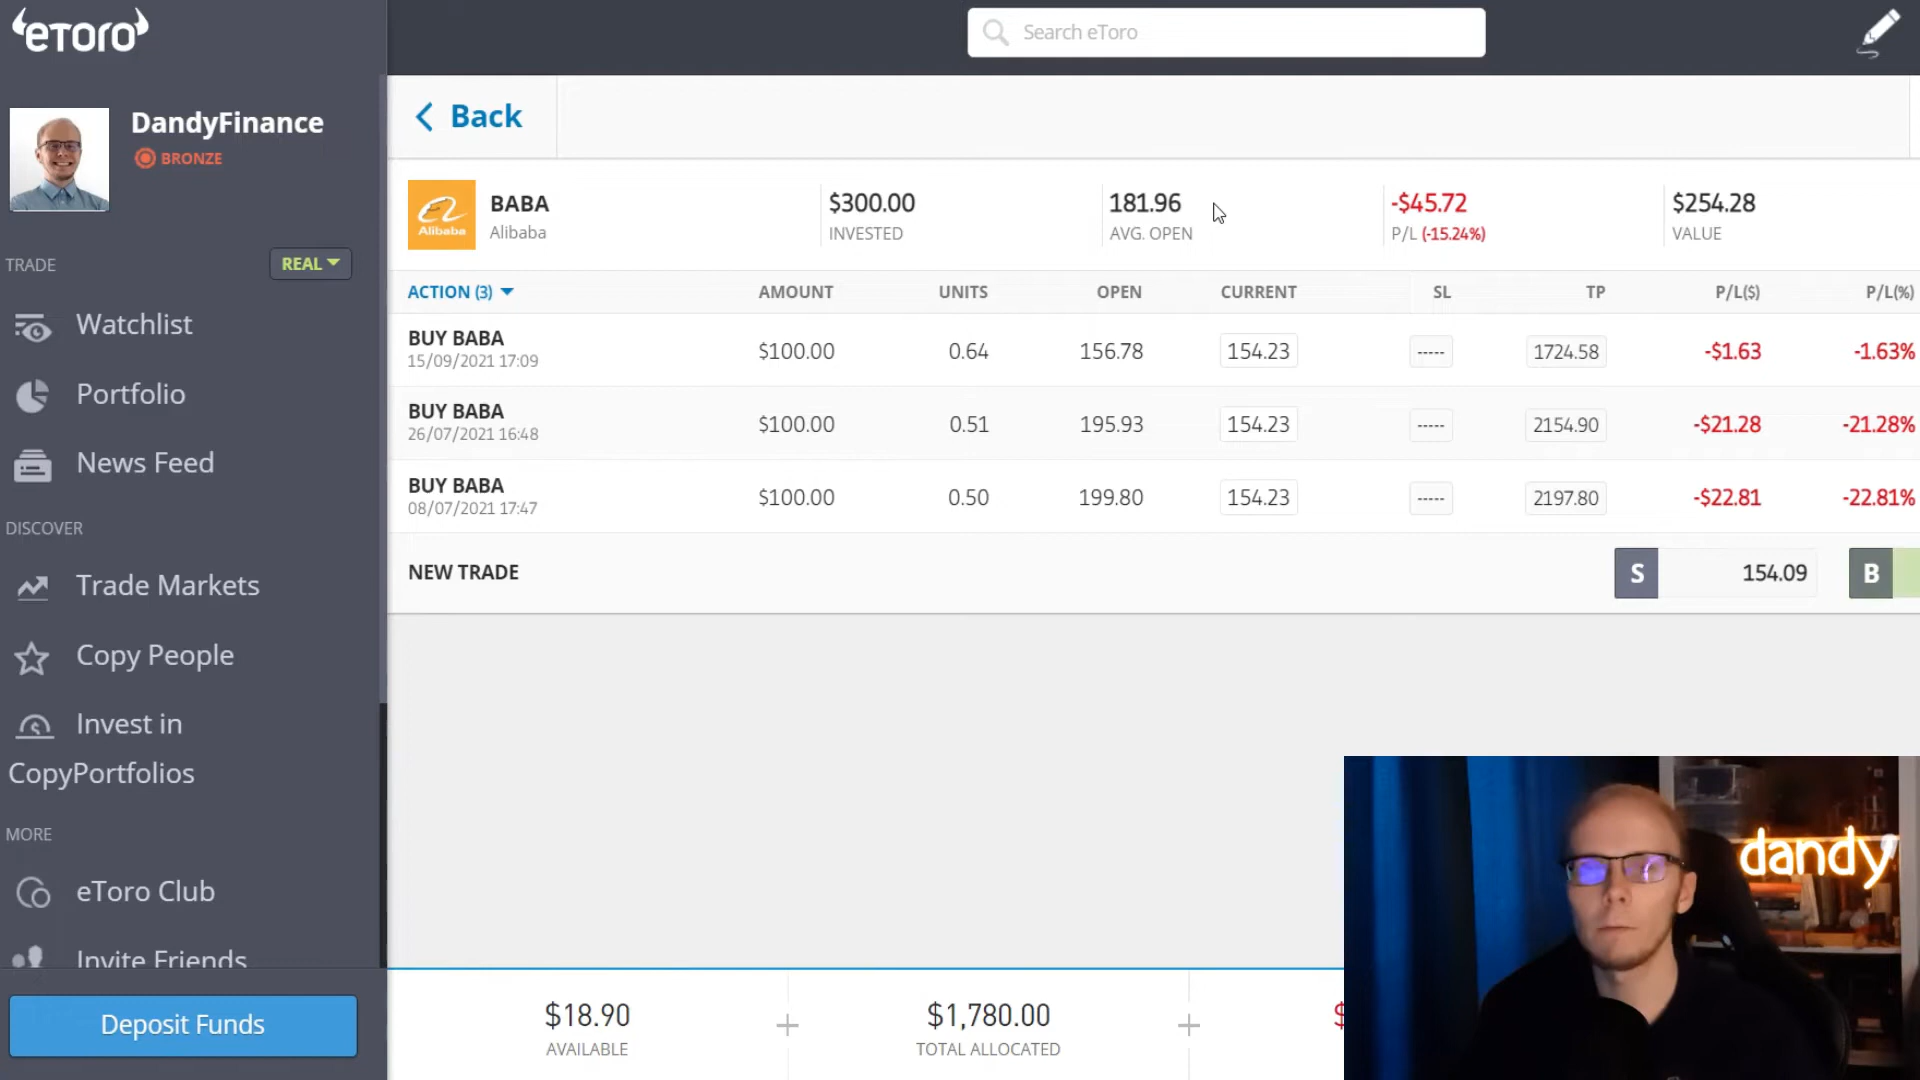 eToro
Search eToro
DandyFinance
BRONZE
Back
BABA
Alibaba
Alibaba
$300.00
INVESTED
181.96
AVG. OPEN
-$45.72
P/L (-15.24%)
$254.28
VALUE
TRADE
REAL
ACTION (3) AMOUNT UNITS OPEN CURRENT SL TP P/L($) P/L(%)
BUY BABA
15/09/2021 17:09
$100.00 0.64 156.78 154.23 ----- 1724.58 -$1.63 -1.63%
BUY BABA
26/07/2021 16:48
$100.00 0.51 195.93 154.23 ----- 2154.90 -$21.28 -21.28%
BUY BABA
08/07/2021 17:47
$100.00 0.50 199.80 154.23 ----- 2197.80 -$22.81 -22.81%
NEW TRADE S 154.09 B
Watchlist
Portfolio
News Feed
DISCOVER
Trade Markets
Copy People
Invest in
CopyPortfolios
MORE
eToro Club
Invite Friends
Deposit Funds
$18.90
AVAILABLE
+
$1,780.00
TOTAL ALLOCATED
+
$
dandy